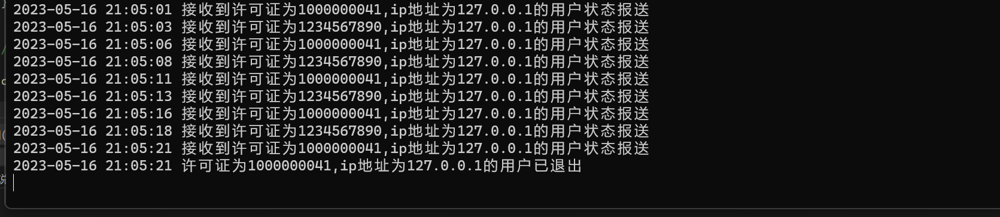 2023-05-16 21:05:01 接收到许可证为1000000041,ip地址为127.0.0.1的用户状态报送
2023-05-16 21:05:03 接收到许可证为1234567890,ip地址为127.0.0.1的用户状态报送
2023-05-16 21:05:06 接收到许可证为1000000041,ip地址为127.0.0.1的用户状态报送
2023-05-16 21:05:08 接收到许可证为1234567890,ip地址为127.0.0.1的用户状态报送
2023-05-16 21:05:11 接收到许可证为1000000041,ip地址为127.0.0.1的用户状态报送
2023-05-16 21:05:13 接收到许可证为1234567890,ip地址为127.0.0.1的用户状态报送
2023-05-16 21:05:16 接收到许可证为1000000041,ip地址为127.0.0.1的用户状态报送
2023-05-16 21:05:18 接收到许可证为1234567890,ip地址为127.0.0.1的用户状态报送
2023-05-16 21:05:21 接收到许可证为1000000041,ip地址为127.0.0.1的用户状态报送
2023-05-16 21:05:21 许可证为1000000041,ip地址为127.0.0.1的用户已退出